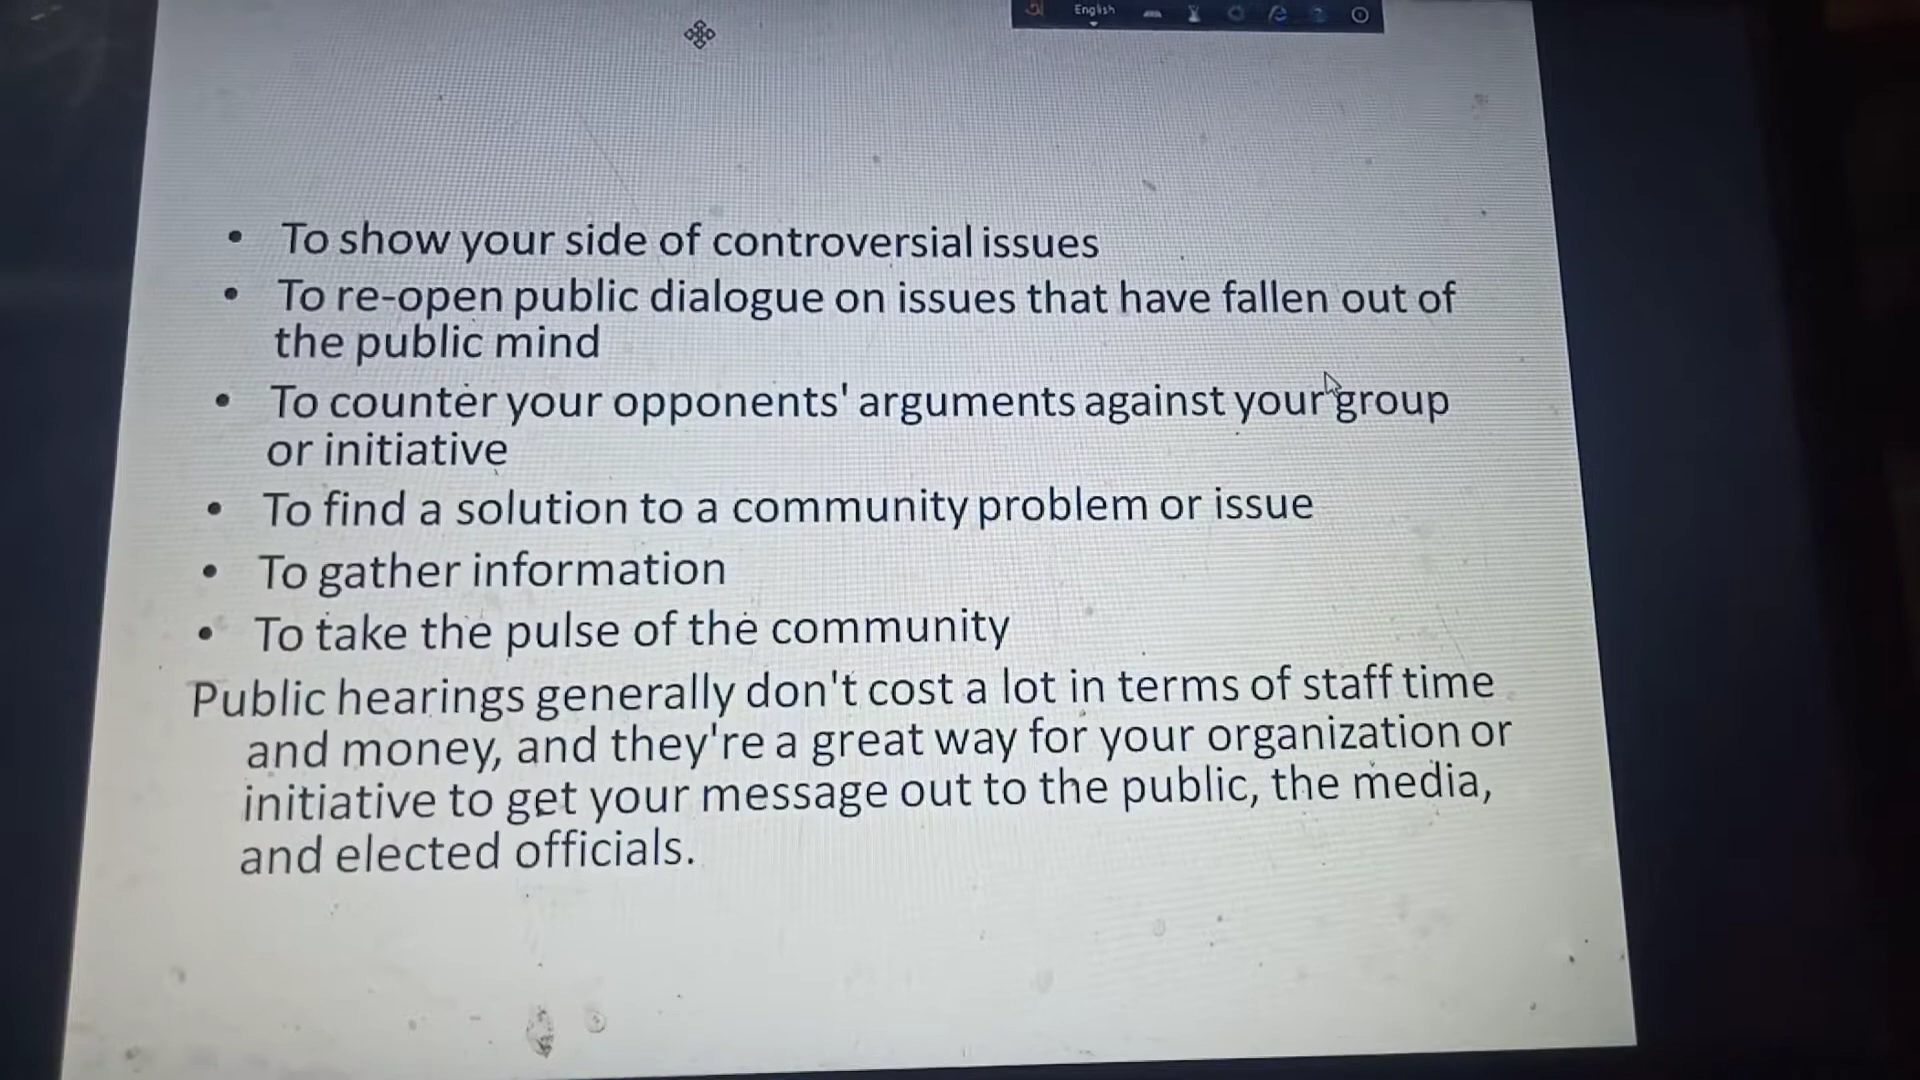 English
• To show your side of controversial issues
• To re-open public dialogue on issues that have fallen out of
the public mind
• To counter your opponents' arguments against your group
or initiative
• To find a solution to a community problem or issue
• To gather information
• To take the pulse of the community
Public hearings generally don't cost a lot in terms of staff time
and money, and they're a great way for your organization or
initiative to get your message out to the public, the media,
and elected officials.